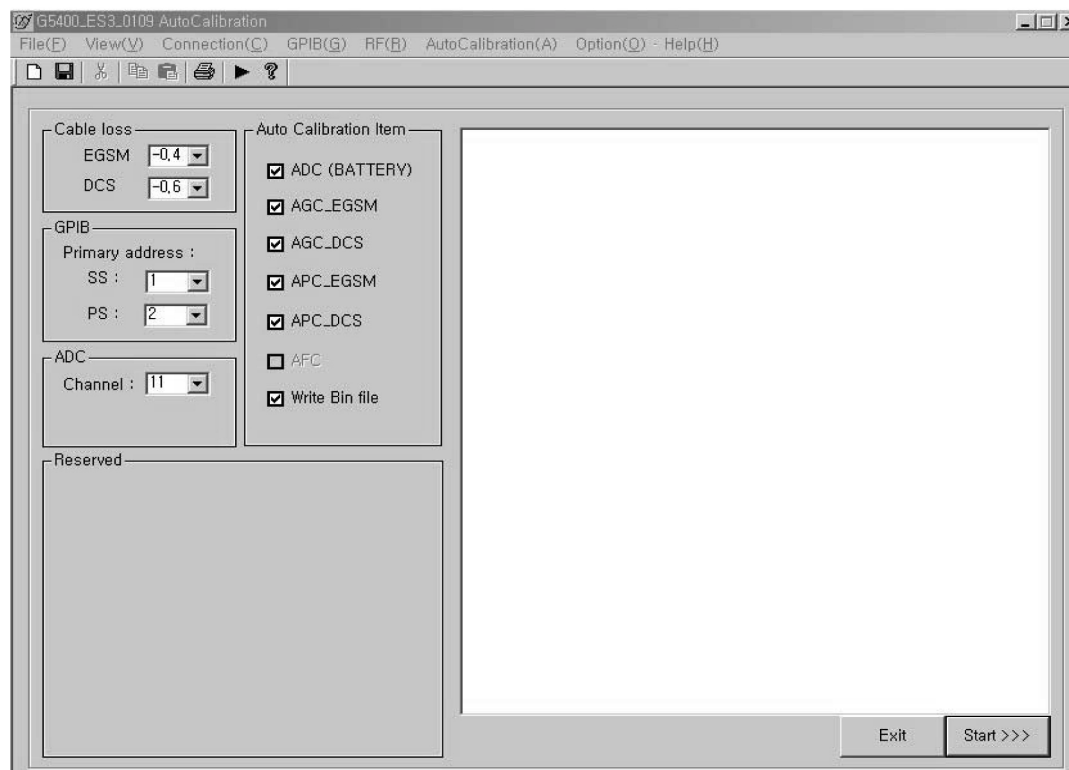 G5400_ES3_0109 AutoCalibration
File(F) View(V) Connection(C) GPIB(G) RF(R) AutoCalibration(A) Option(O) - Help(H)
Cable loss
EGSM -0,4
DCS -0,6
GPIB
Primary address :
SS : 1
PS : 2
ADC
Channel : 11
Auto Calibration Item
ADC (BATTERY)
AGC_EGSM
AGC_DCS
APC_EGSM
APC_DCS
AFC
Write Bin file
Reserved
Exit
Start >>>